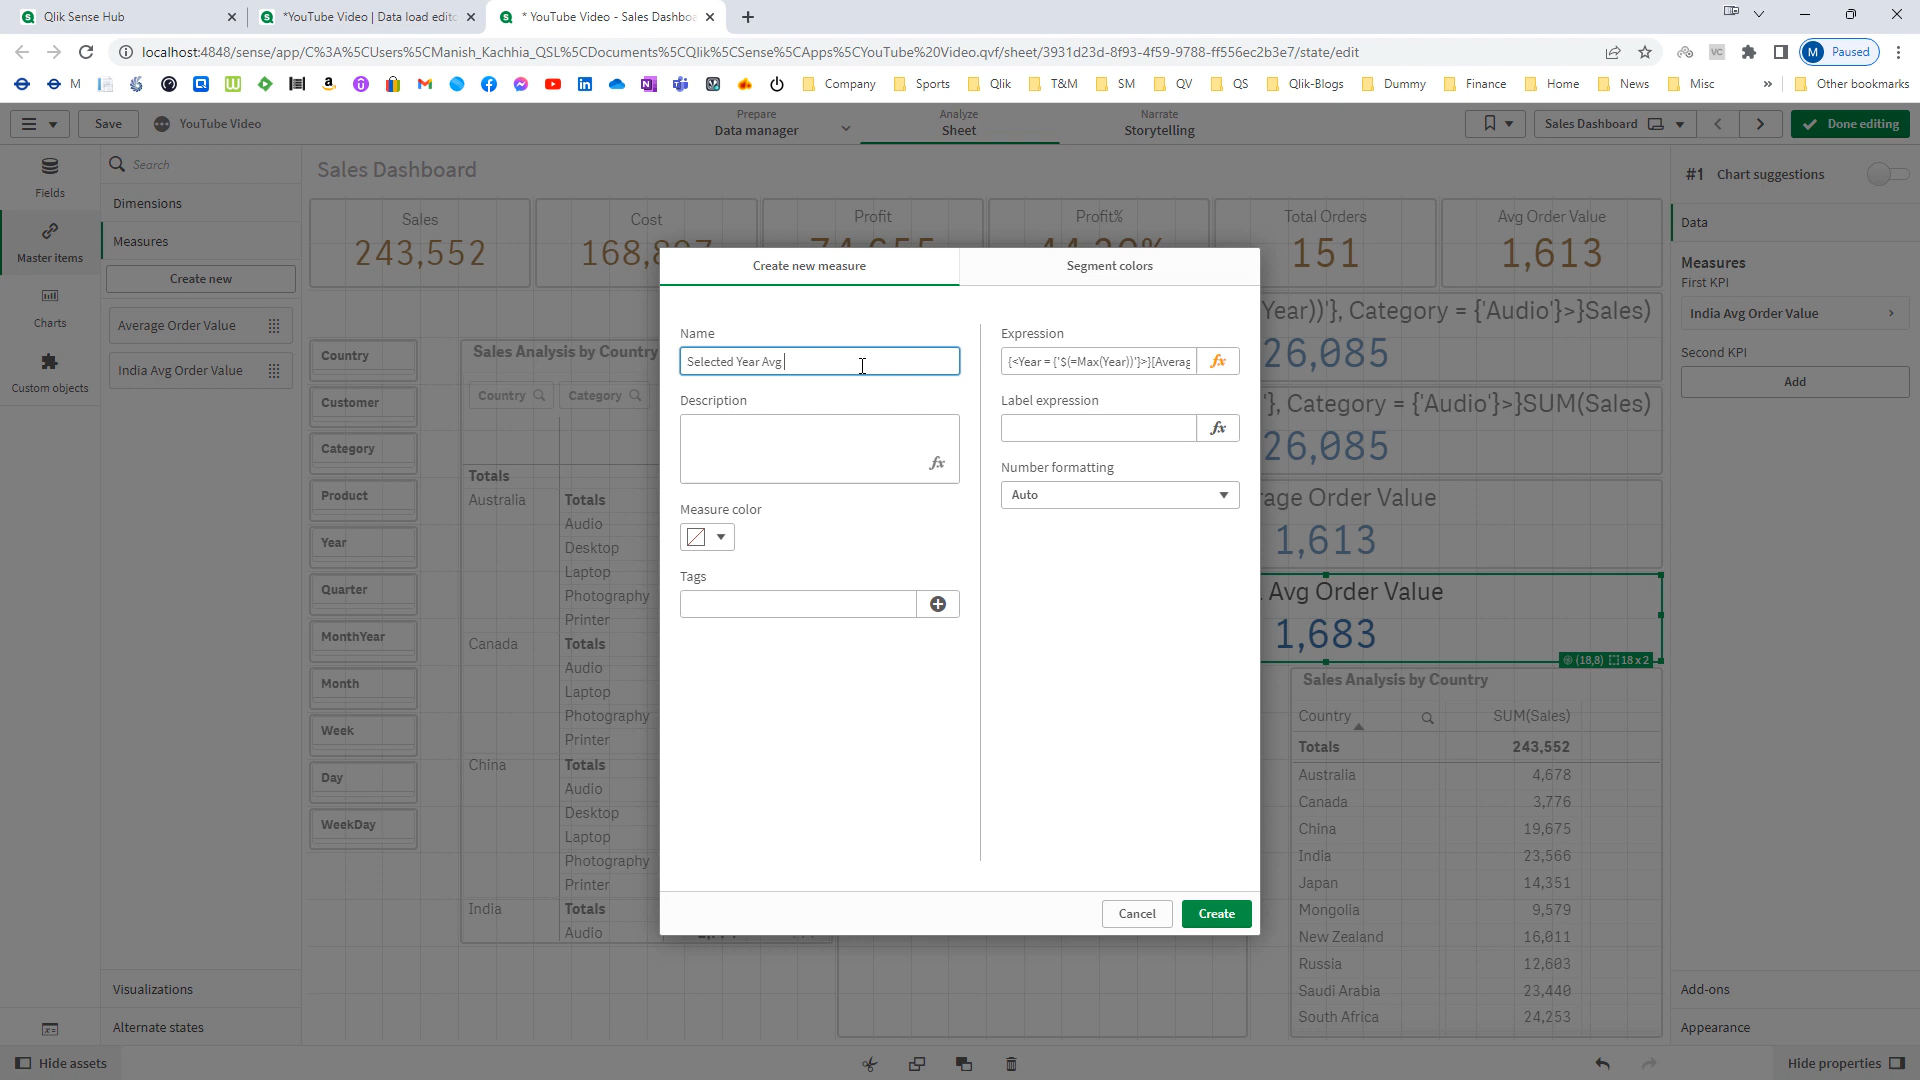 Qlik Sense Hub
*YouTube Video | Data load edito
* YouTube Video - Sales Dashboa
localhost:4848/sense/app/C%3A%5CUsers%5CManish_Kachhia_QSL%5CDocuments%5CQlik%5CSense%5CApps%5CYouTube%20Video.qvf/sheet/3931d23d-8f93-4f59-9788-ff556ec2b3e7/state/edit
M Paused
M
Company
Sports
Qlik
T&M
SM
QV
QS
Qlik-Blogs
Dummy
Finance
Home
News
Misc
»
Other bookmarks
Save
YouTube Video
Prepare
Data manager
Analyze
Sheet
Narrate
Storytelling
Sales Dashboard
Done editing
Fields
Master items
Charts
Custom objects
Search
Dimensions
Measures
Create new
Average Order Value
India Avg Order Value
Visualizations
Alternate states
Hide assets
Sales Dashboard
Sales
243,552
Cost
168,897
Profit
74,655
Profit%
44.20%
Total Orders
151
Avg Order Value
1,613
Country
Customer
Category
Product
Year
Quarter
MonthYear
Month
Week
Day
WeekDay
Sales Analysis by Country
Country
Category
Totals
Australia Totals
Audio
Desktop
Laptop
Photography
Printer
Canada Totals
Audio
Laptop
Photography
Printer
China Totals
Audio
Desktop
Laptop
Photography
Printer
India Totals
Audio
Create new measure
Segment colors
Name
Selected Year Avg
Description
fx
Measure color
Tags
Expression
{<Year = {'$(=Max(Year))'}>}[Averag
fx
Label expression
fx
Number formatting
Auto
Cancel
Create
Year))'}, Category = {'Audio'}>}Sales)
26,085
'}, Category = {'Audio'}>}SUM(Sales)
26,085
rage Order Value
1,613
Avg Order Value
1,683
(18,8) 18 x 2
Sales Analysis by Country
Country SUM(Sales)
Totals 243,552
Australia 4,678
Canada 3,776
China 19,675
India 23,566
Japan 14,351
Mongolia 9,579
New Zealand 16,011
Russia 12,603
Saudi Arabia 23,440
South Africa 24,253
#1 Chart suggestions
Data
Measures
First KPI
India Avg Order Value
Second KPI
Add
Add-ons
Appearance
Hide properties